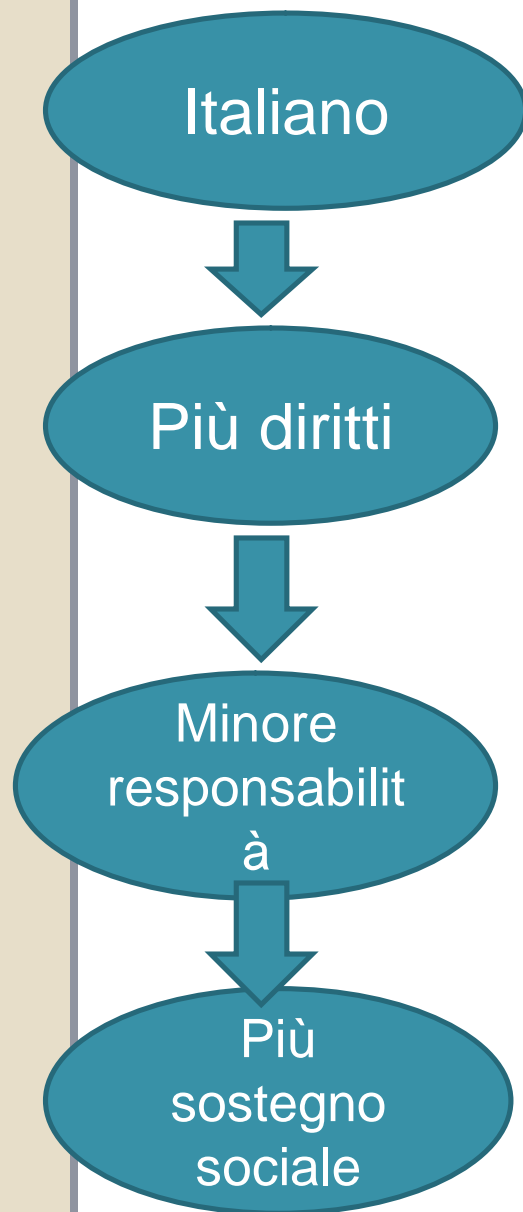 Italiano
Più diritti
Minore
responsabilit
à
Più
sostegno
sociale